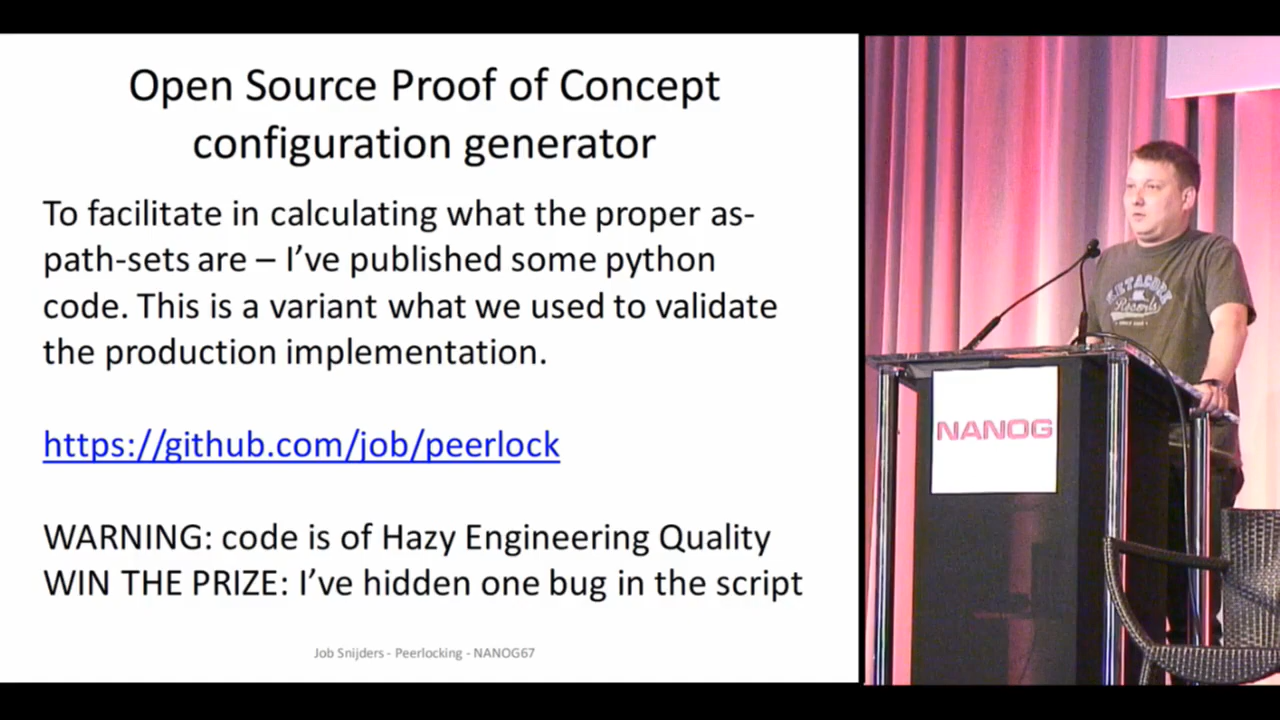 Open Source Proof of Concept
configuration generator
To facilitate in calculating what the proper as-
path-sets are – I've published some python
code. This is a variant what we used to validate
the production implementation.
https://github.com/job/peerlock
WARNING: code is of Hazy Engineering Quality
WIN THE PRIZE: I've hidden one bug in the script
Job Snijders - Peerlocking - NANOG67
NANOG
METACORE
Records